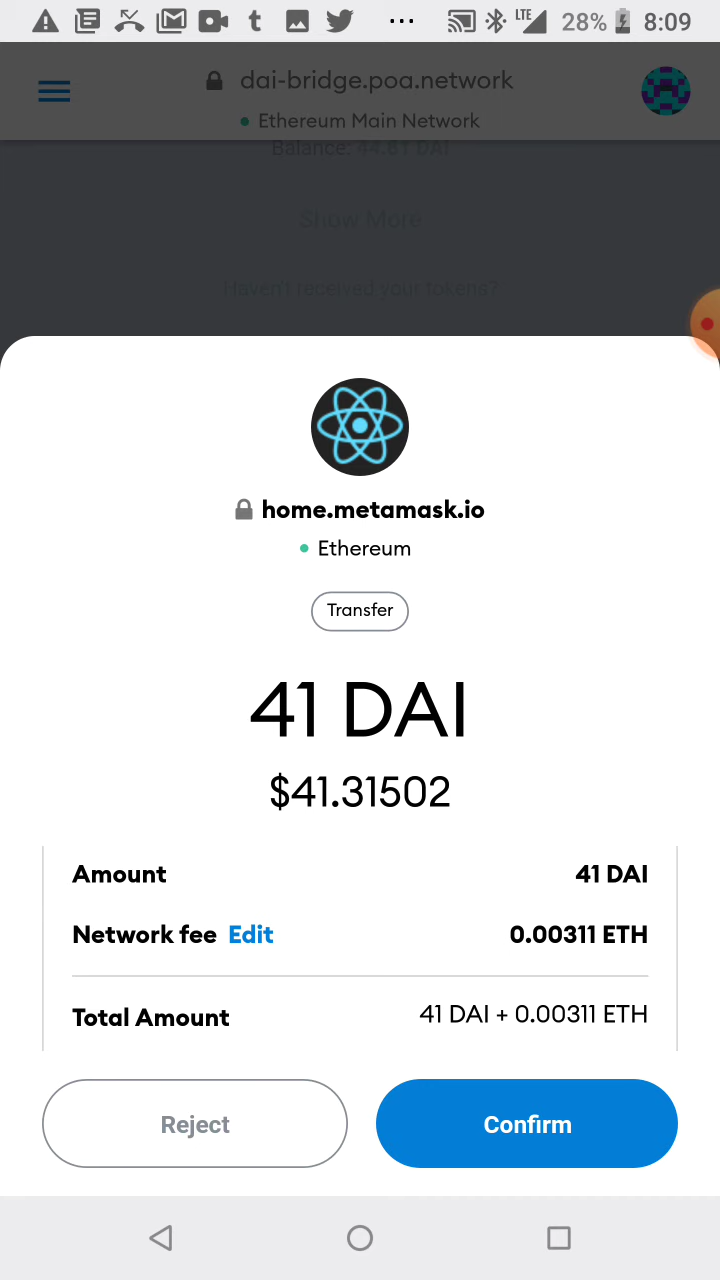 LTE 28% 8:09
dai-bridge.poa.network
Ethereum Main Network
Balance: 44.61 DAI
Show More
Haven't received your tokens?
home.metamask.io
Ethereum
Transfer
41 DAI
$41.31502
Amount 41 DAI
Network fee Edit 0.00311 ETH
Total Amount 41 DAI + 0.00311 ETH
Reject Confirm